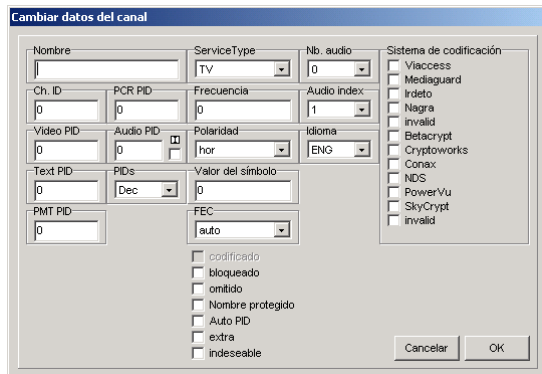 Cambiar datos del canal
Nombre
ServiceType
TV
Nb. audio
0
Sistema de codificación
Viaccess
Mediaguard
Irdeto
Nagra
invalid
Betacrypt
Cryptoworks
Conax
NDS
PowerVu
SkyCrypt
invalid
Ch. ID
0
PCR PID
0
Frecuencia
0
Audio index
1
Video PID
0
Audio PID
0
Polaridad
hor
Idioma
ENG
Text PID
0
PIDs
Dec
Valor del símbolo
0
PMT PID
0
FEC
auto
codificado
bloqueado
omitido
Nombre protegido
Auto PID
extra
indeseable
Cancelar
OK